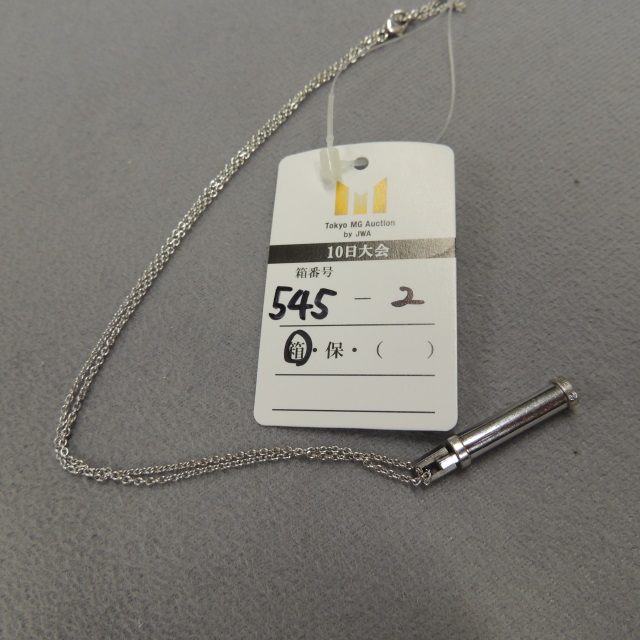 Tokyo MG Auction
by JWA
10日大会
箱番号
545 - 2
箱・保・(　　)